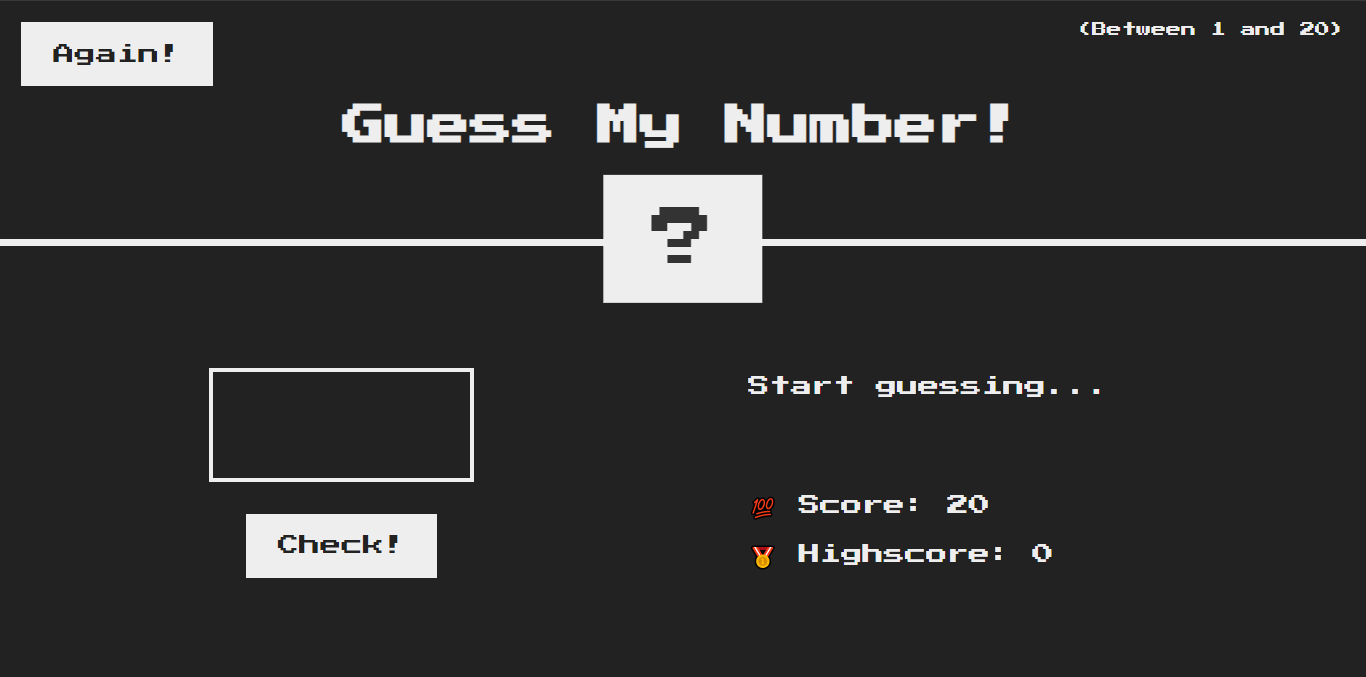 Again!
(Between 1 and 20)
Guess My Number!
?
Start guessing...
💯 Score: 20
🥇 Highscore: 0
Check!